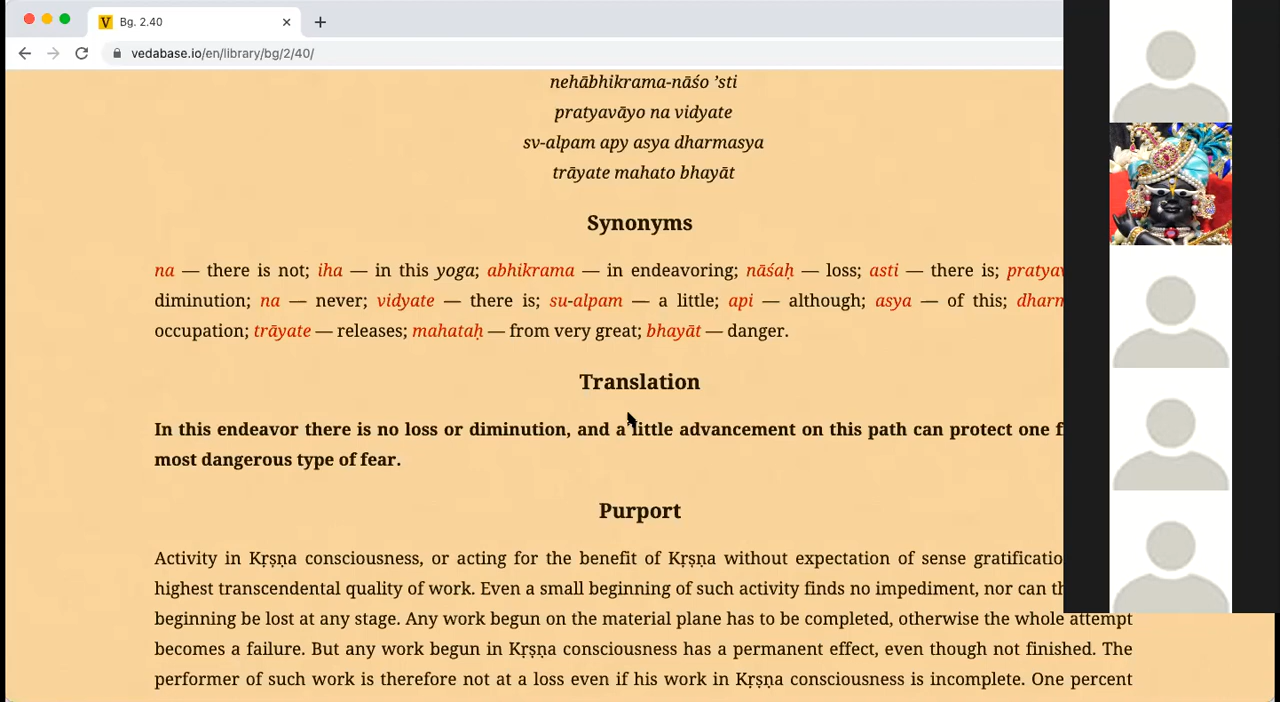 Bg. 2.40
vedabase.io/en/library/bg/2/40/
nehābhikrama-nāśo ’sti
pratyavāyo na vidyate
sv-alpam apy asya dharmasya
trāyate mahato bhayāt
Synonyms
na — there is not; iha — in this yoga; abhikrama — in endeavoring; nāśaḥ — loss; asti — there is;
diminution; na — never; vidyate — there is; su-alpam — a little; api — although; asya — of this;
occupation; trāyate — releases; mahataḥ — from very great; bhayāt — danger.
Translation
In this endeavor there is no loss or diminution, and a little advancement on this path can protect one
most dangerous type of fear.
Purport
Activity in Kṛṣṇa consciousness, or acting for the benefit of Kṛṣṇa without expectation of sense
highest transcendental quality of work. Even a small beginning of such activity finds no impediment, nor can
beginning be lost at any stage. Any work begun on the material plane has to be completed, otherwise the whole attempt
becomes a failure. But any work begun in Kṛṣṇa consciousness has a permanent effect, even though not finished. The
performer of such work is therefore not at a loss even if his work in Kṛṣṇa consciousness is incomplete. One percent